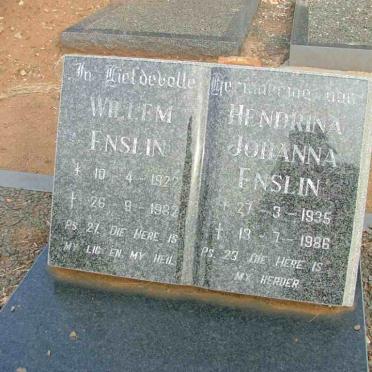 In Liefdevolle Herinnering aan
WILLEM
ENSLIN
* 10-4-1922
† 26-9-1982
PS 27 DIE HERE IS
MY LIG EN MY HEIL
HENDRINA
JOHANNA
ENSLIN
* 27-3-1935
† 13-7-1986
PS 23 DIE HERE IS
MY HERDER